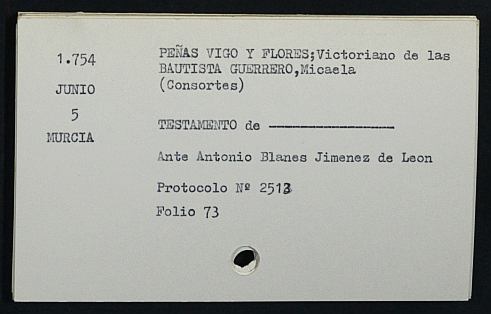 1.754
JUNIO
5
MURCIA
PEÑAS VIGO Y FLORES;Victoriano de las
BAUTISTA GUERRERO,Micaela
(Consortes)
TESTAMENTO de ------------------
Ante Antonio Blanes Jimenez de Leon
Protocolo Nº
Folio 73